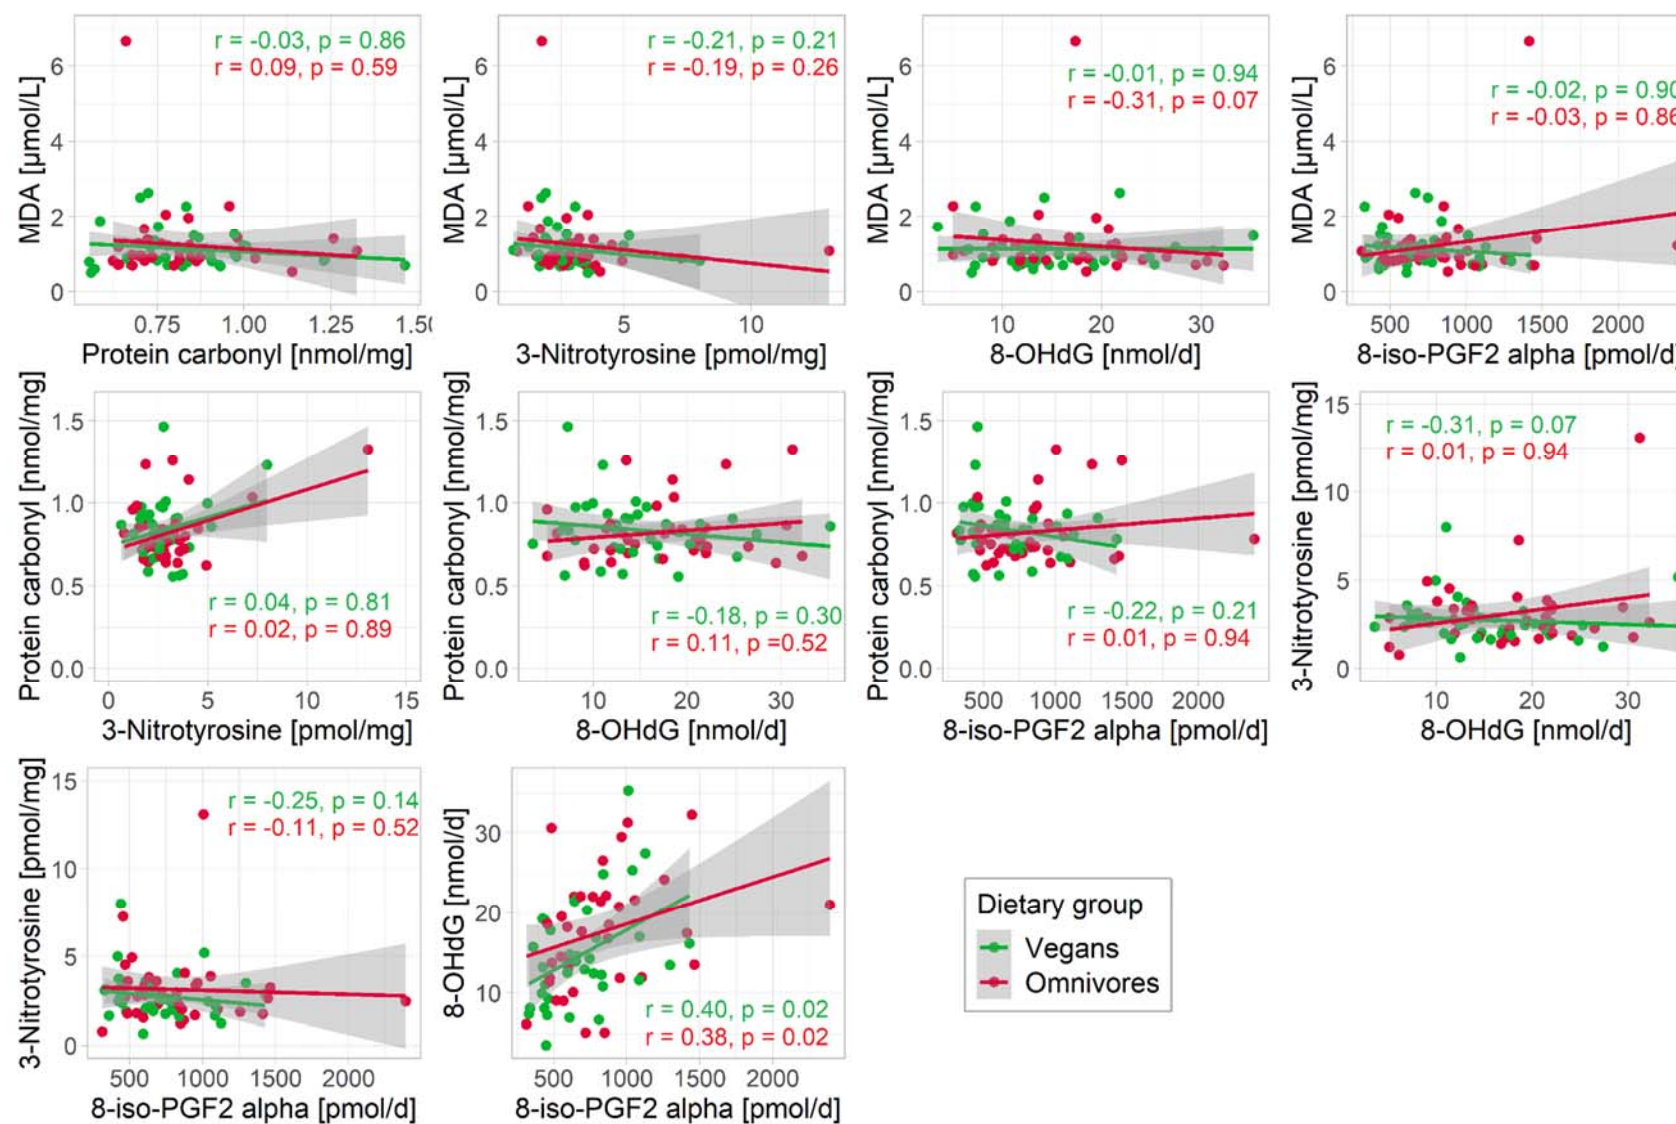 r = -0.03, p = 0.86
r = 0.09, p = 0.59
MDA [µmol/L]
6
4
2
0
0.75 1.00 1.25 1.5
Protein carbonyl [nmol/mg]
r = -0.21, p = 0.21
r = -0.19, p = 0.26
MDA [µmol/L]
6
4
2
0
5 10
3-Nitrotyrosine [pmol/mg]
r = -0.01, p = 0.94
r = -0.31, p = 0.07
MDA [µmol/L]
6
4
2
0
10 20 30
8-OHdG [nmol/d]
r = -0.02, p = 0.90
r = -0.03, p = 0.86
MDA [µmol/L]
6
4
2
0
500 1000 1500 2000
8-iso-PGF2 alpha [pmol/d]
Protein carbonyl [nmol/mg]
1.5
1.0
0.5
0.0
r = 0.04, p = 0.81
r = 0.02, p = 0.89
0 5 10 15
3-Nitrotyrosine [pmol/mg]
Protein carbonyl [nmol/mg]
1.5
1.0
0.5
0.0
r = -0.18, p = 0.30
r = 0.11, p =0.52
10 20 30
8-OHdG [nmol/d]
Protein carbonyl [nmol/mg]
1.5
1.0
0.5
0.0
r = -0.22, p = 0.21
r = 0.01, p = 0.94
500 1000 1500 2000
8-iso-PGF2 alpha [pmol/d]
r = -0.31, p = 0.07
r = 0.01, p = 0.94
3-Nitrotyrosine [pmol/mg]
15
10
5
0
10 20 30
8-OHdG [nmol/d]
r = -0.25, p = 0.14
r = -0.11, p = 0.52
3-Nitrotyrosine [pmol/mg]
15
10
5
0
500 1000 1500 2000
8-iso-PGF2 alpha [pmol/d]
8-OHdG [nmol/d]
30
20
10
r = 0.40, p = 0.02
r = 0.38, p = 0.02
500 1000 1500 2000
8-iso-PGF2 alpha [pmol/d]
Dietary group
Vegans
Omnivores